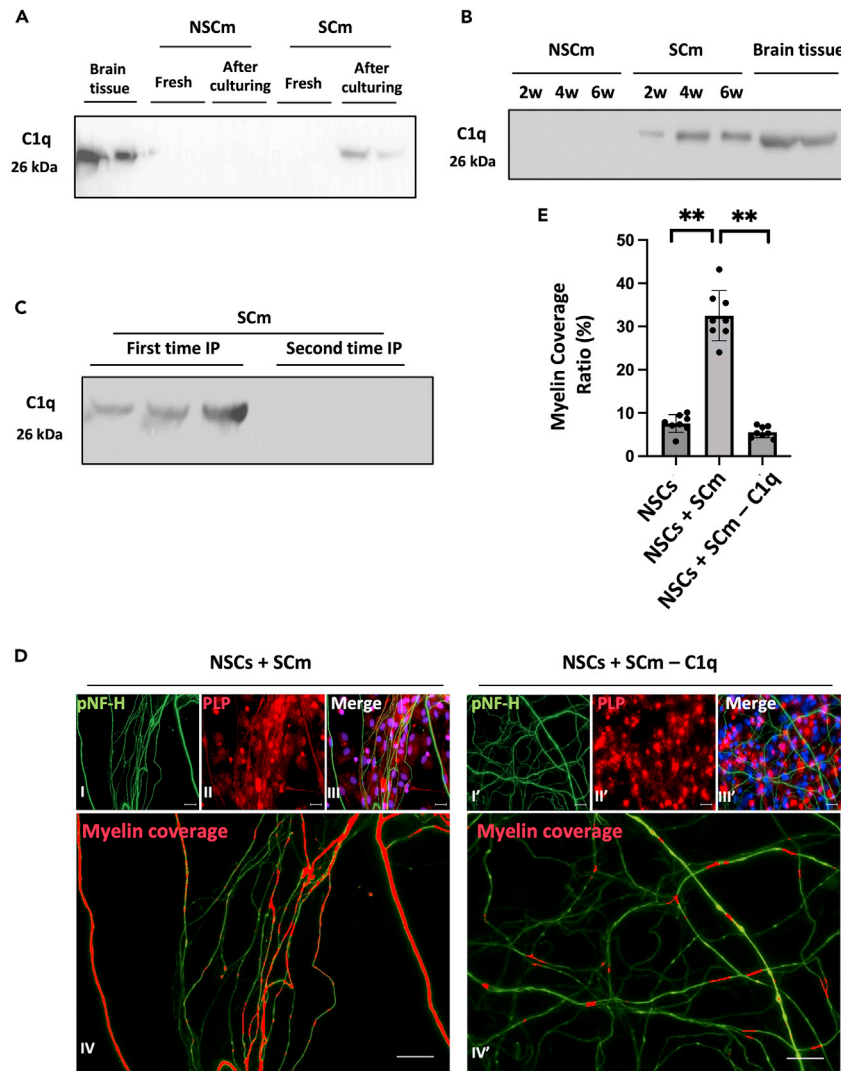 A
NSCm
SCm
Brain tissue
Fresh
After culturing
Fresh
After culturing
C1q
26 kDa
B
NSCm
SCm
Brain tissue
2w 4w 6w
2w 4w 6w
C1q
26 kDa
C
SCm
First time IP
Second time IP
C1q
26 kDa
E
** **
Myelin Coverage
Ratio (%)
50
40
30
20
10
0
NSCs
NSCs + SCm
NSCs + SCm – C1q
D
NSCs + SCm
pNF-H
PLP
Merge
I
II
III
Myelin coverage
IV
NSCs + SCm – C1q
pNF-H
PLP
Merge
I'
II'
III'
Myelin coverage
IV'